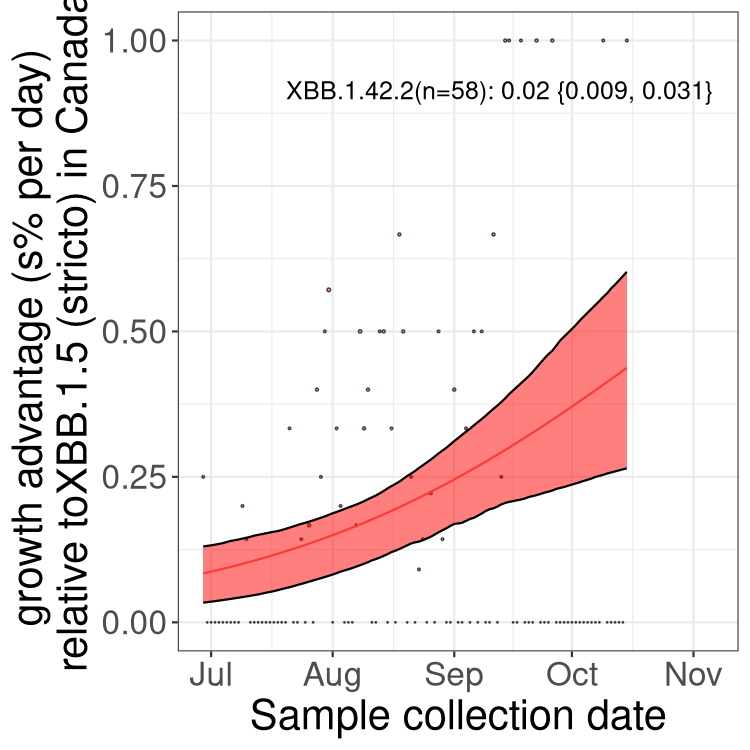 growth advantage (s% per day)
relative toXBB.1.5 (stricto) in Canada
1.00
0.75
0.50
0.25
0.00
XBB.1.42.2(n=58): 0.02 {0.009, 0.031}
Jul Aug Sep Oct Nov
Sample collection date